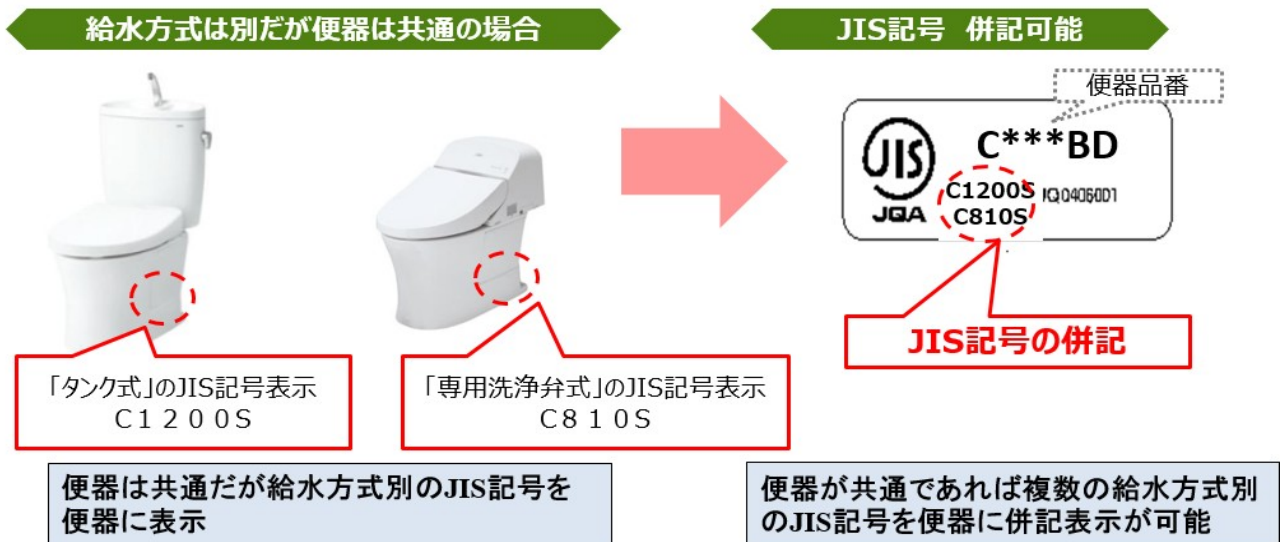 給水方式は別だが便器は共通の場合
JIS記号 併記可能
便器品番
JIS
JQA
C***BD
C1200S
C810S
JQ0406001
JIS記号の併記
「タンク式」のJIS記号表示
C1200S
「専用洗浄弁式」のJIS記号表示
C810S
便器は共通だが給水方式別のJIS記号を
便器に表示
便器が共通であれば複数の給水方式別
のJIS記号を便器に併記表示が可能